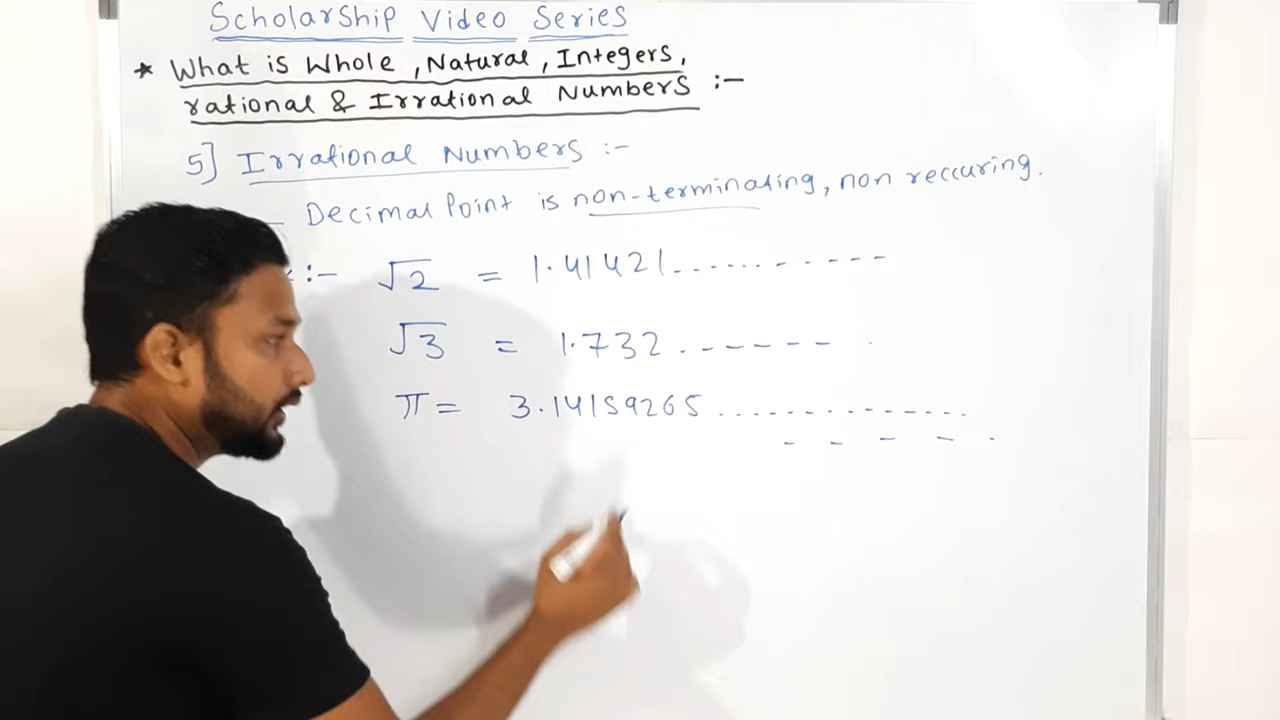 Scholarship Video Series
* What is Whole, Natural, Integers,
rational & Irrational Numbers :-
5] Irrational Numbers :-
- Decimal Point is non-terminating, non reccuring.
:- √2 = 1.41421...........
√3 = 1.732.------
π = 3.14159265...............
- - - - .